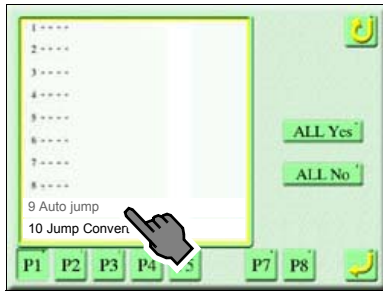 1 ----
2 ----
3 ----
4 ----
5 ----
6 ----
7 ----
8 ----
9 Auto jump
10 Jump Conven
ALL Yes
ALL No
P1 P2 P3 P4 5 P7 P8